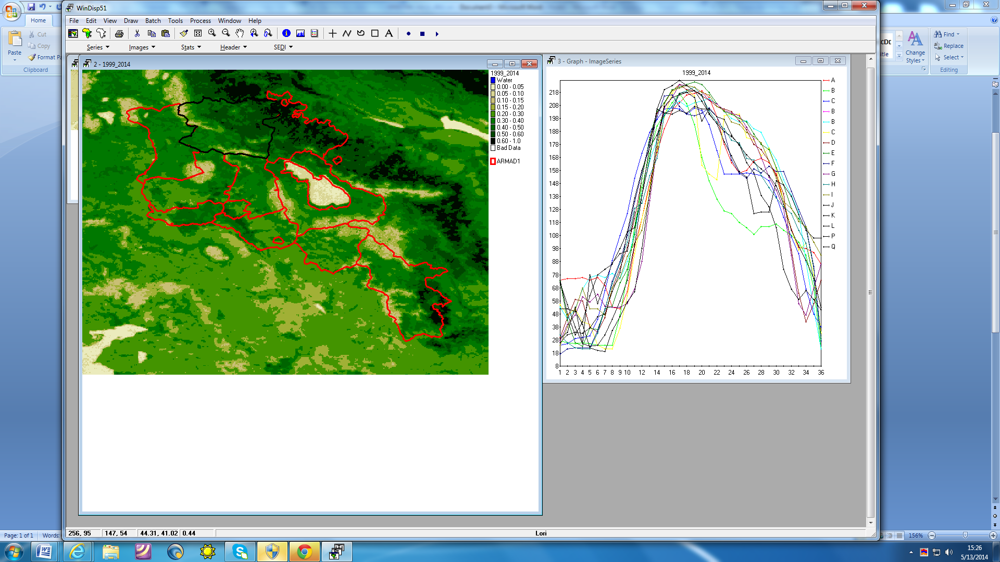 WinDisp51
File Edit View Draw Batch Tools Process Window Help
Series Images Stats Header SEDI
Home
Paste
Cut
Copy
Format Pa
Clipboard
2 - 1999_2014
1999_2014
Water
0.00 - 0.05
0.05 - 0.10
0.10 - 0.15
0.15 - 0.20
0.20 - 0.30
0.30 - 0.40
0.40 - 0.50
0.50 - 0.60
0.60 - 1.0
Bad Data
ARMAD1
3 - Graph - ImageSeries
1999_2014
218
208
198
188
178
168
158
148
138
128
118
108
98
88
78
68
58
48
38
28
18
8
1 2 3 4 5 6 7 8 9 10 12 14 16 18 20 22 24 26 28 30 32 34 36
A
B
C
B
B
C
D
E
F
G
H
I
J
K
L
P
Q
Change
Styles
Find
Replace
Select
Editing
256, 95 147, 54 44.31, 41.02 0.44 Lori
Page: 1 of 1 Words:
156%
15:26
5/13/2014